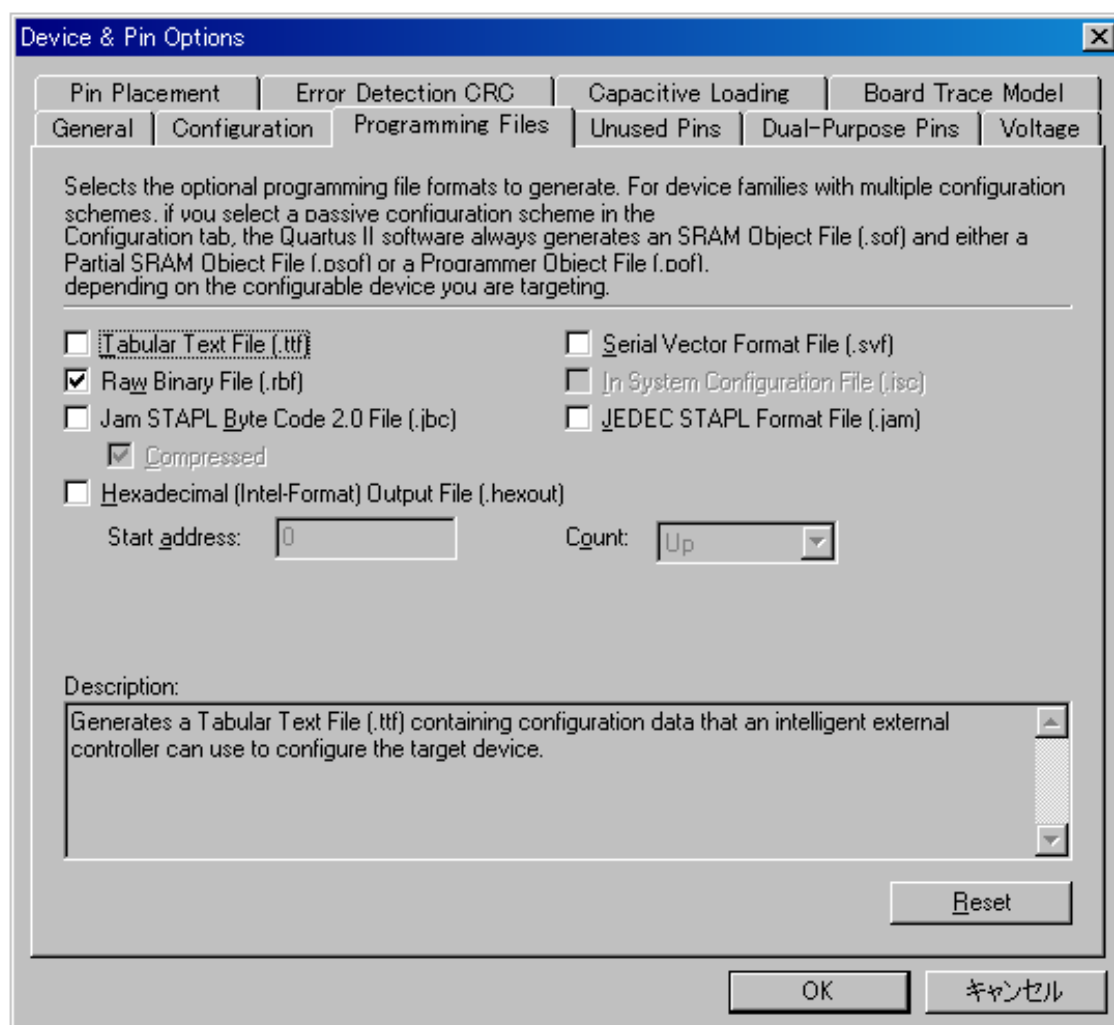 Device & Pin Options
Pin Placement Error Detection CRC Capacitive Loading Board Trace Model
General Configuration Programming Files Unused Pins Dual-Purpose Pins Voltage
Selects the optional programming file formats to generate. For device families with multiple configuration
schemes, if you select a passive configuration scheme in the
Configuration tab, the Quartus II software always generates an SRAM Object File (.sof) and either a
Partial SRAM Object File (.psof) or a Programmer Object File (.pof),
depending on the configurable device you are targeting.
Tabular Text File (.ttf) Serial Vector Format File (.svf)
Raw Binary File (.rbf) In System Configuration File (.isc)
Jam STAPL Byte Code 2.0 File (.jbc) JEDEC STAPL Format File (.jam)
Compressed
Hexadecimal (Intel-Format) Output File (.hexout)
Start address: 0 Count: Up
Description:
Generates a Tabular Text File (.ttf) containing configuration data that an intelligent external
controller can use to configure the target device.
Reset
OK キャンセル